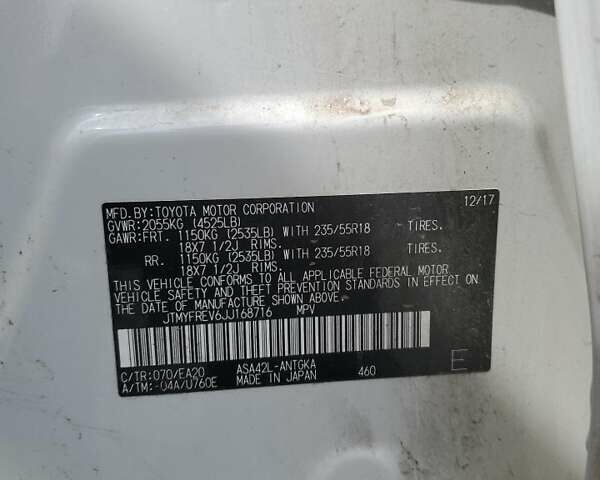 MFD.BY:TOYOTA MOTOR CORPORATION 12/17
GVWR:2055KG (4525LB)
GAWR:FRT. 1150KG (2535LB) WITH 235/55R18 TIRES.
18X7 1/2J RIMS.
RR. 1150KG (2535LB) WITH 235/55R18 TIRES.
18X7 1/2J RIMS.
THIS VEHICLE CONFORMS TO ALL APPLICABLE FEDERAL MOTOR
VEHICLE SAFETY AND THEFT PREVENTION STANDARDS IN EFFECT ON
THE DATE OF MANUFACTURE SHOWN ABOVE.
JTMYFREV6JJ168716 MPV
C/TR:070/EA20 ASA42L-ANTGKA 460 E
A/TM:-04A/U760E MADE IN JAPAN